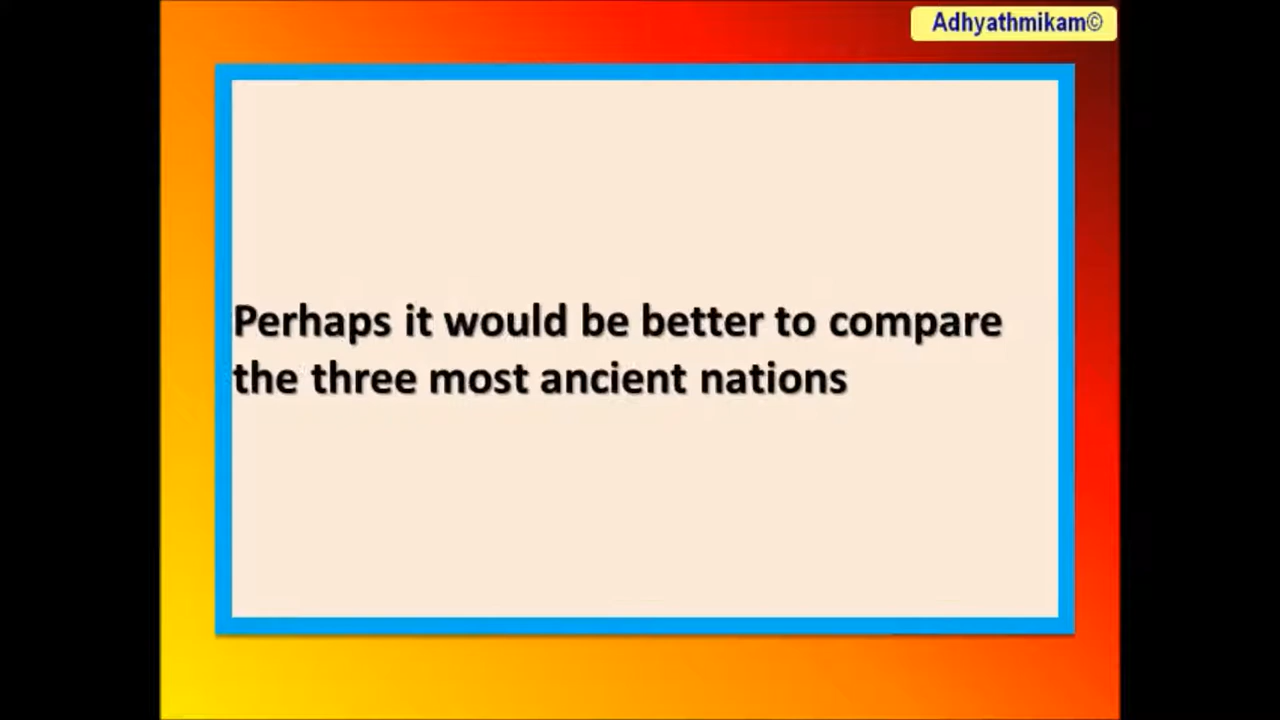 Adhyathmikam©
Perhaps it would be better to compare
the three most ancient nations